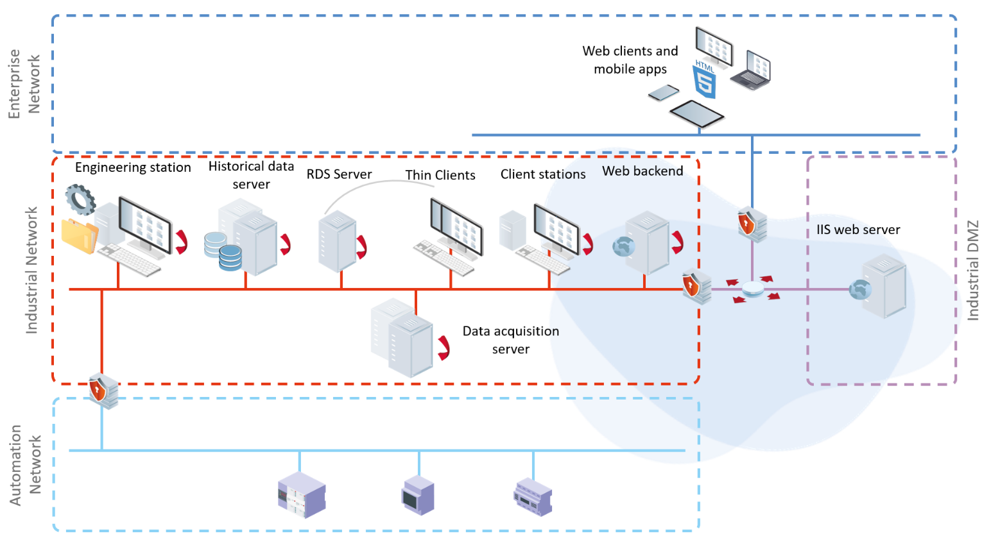 Enterprise
Network
Web clients and
mobile apps
HTML
5
Industrial Network
Engineering station
Historical data
server
RDS Server
Thin Clients
Client stations
Web backend
Data acquisition
server
IIS web server
Industrial DMZ
Automation
Network